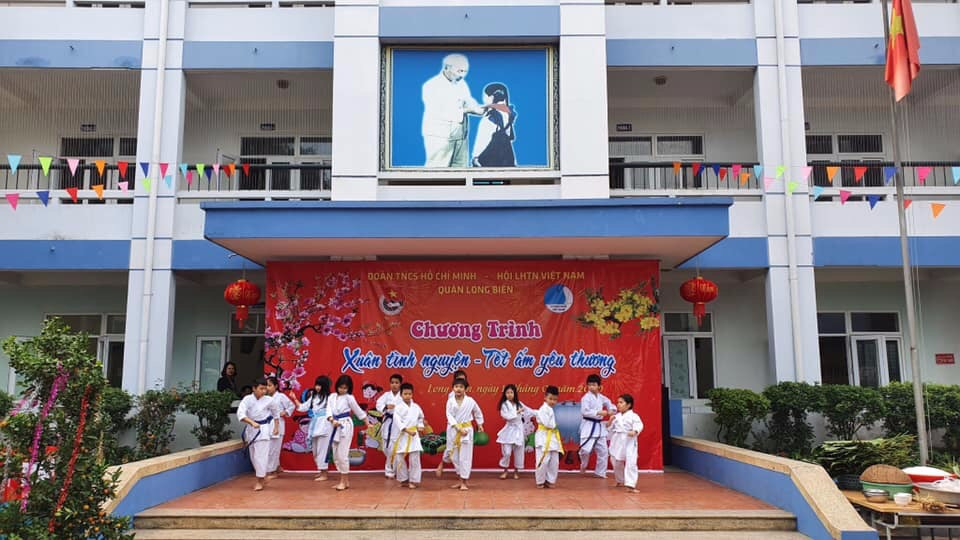 ĐOÀN TNCS HỒ CHÍ MINH - HỘI LHTN VIỆT NAM
QUẬN LONG BIÊN
Chương Trình
Xuân tình nguyện - Tết ấm yêu thương